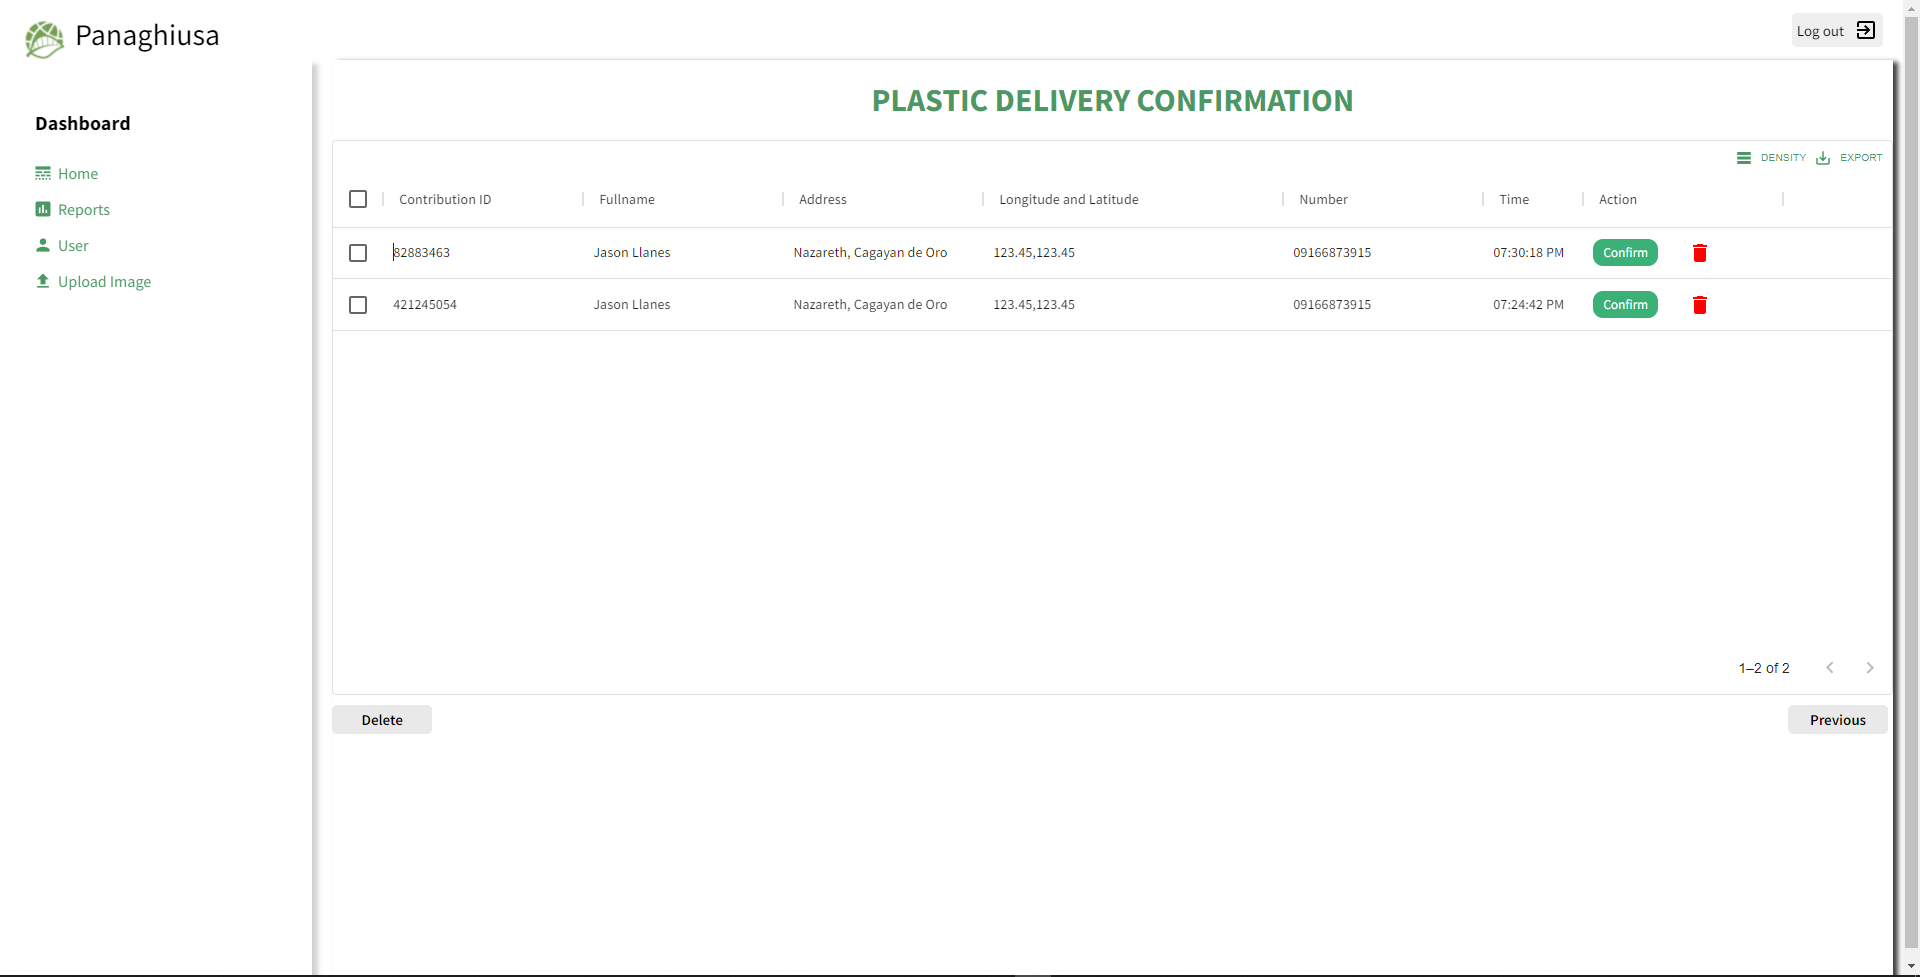 Panaghiusa
Log out
Dashboard
Home
Reports
User
Upload Image
PLASTIC DELIVERY CONFIRMATION
DENSITY EXPORT
Contribution ID Fullname Address Longitude and Latitude Number Time Action
82883463 Jason Llanes Nazareth, Cagayan de Oro 123.45,123.45 09166873915 07:30:18 PM Confirm
421245054 Jason Llanes Nazareth, Cagayan de Oro 123.45,123.45 09166873915 07:24:42 PM Confirm
1–2 of 2
Delete Previous